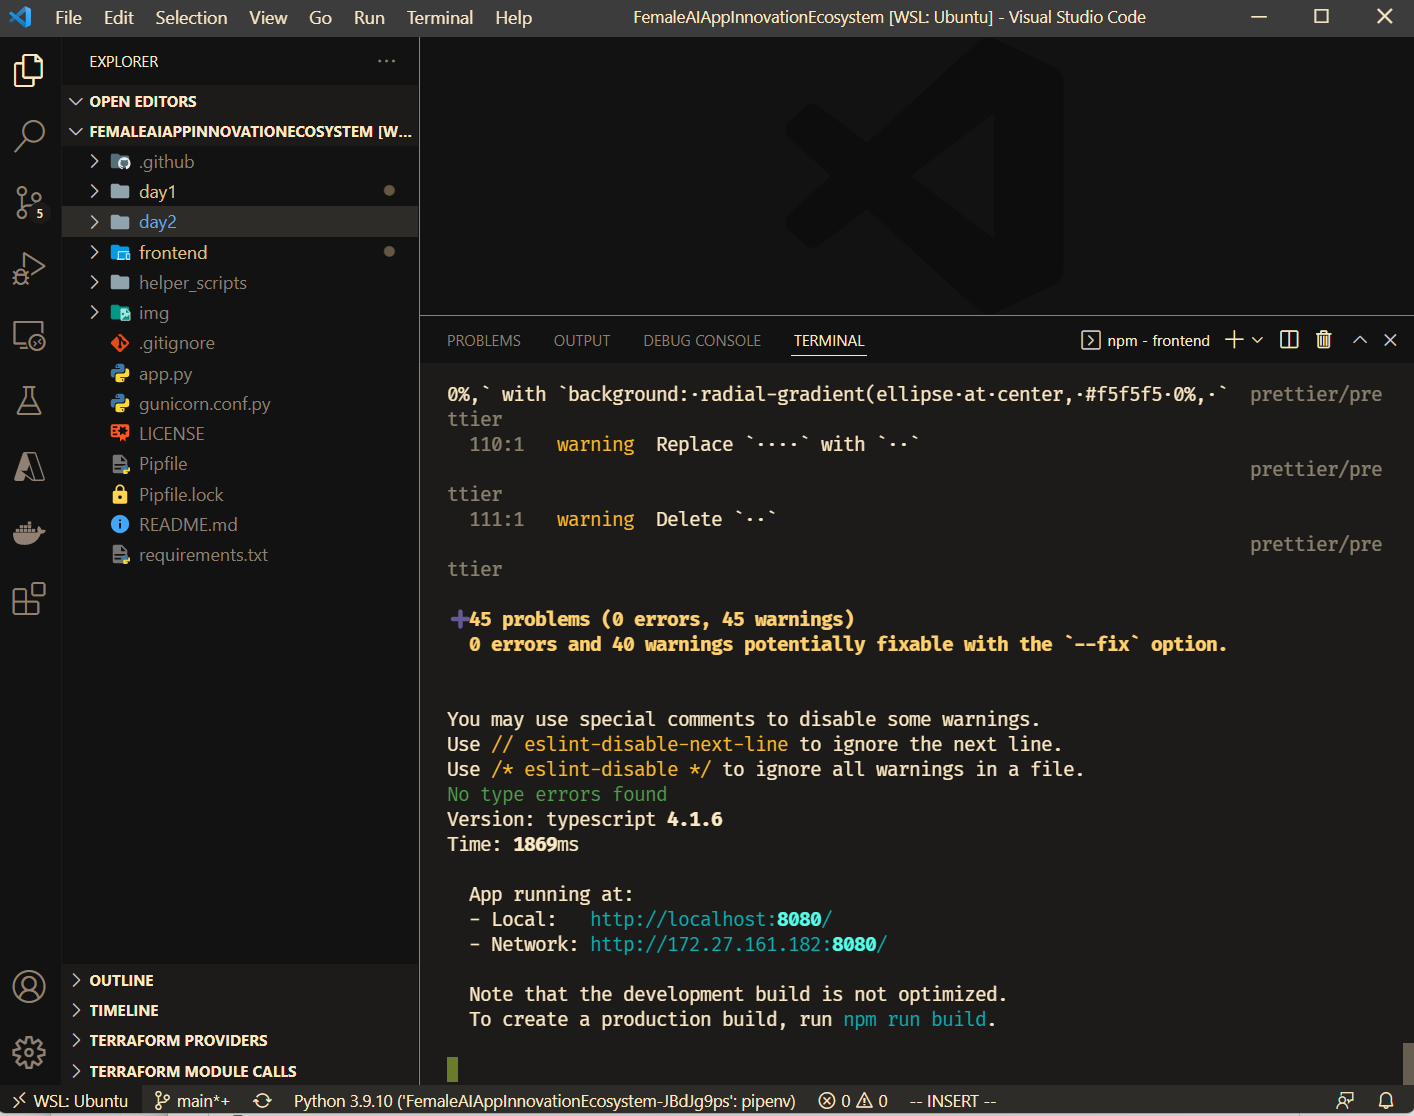 File Edit Selection View Go Run Terminal Help FemaleAIAppInnovationEcosystem [WSL: Ubuntu] - Visual Studio Code
EXPLORER
OPEN EDITORS
FEMALEAIAPPINNOVATIONECOSYSTEM [W...
.github
day1
day2
frontend
helper_scripts
img
.gitignore
app.py
gunicorn.conf.py
LICENSE
Pipfile
Pipfile.lock
README.md
requirements.txt
OUTLINE
TIMELINE
TERRAFORM PROVIDERS
TERRAFORM MODULE CALLS
5
PROBLEMS OUTPUT DEBUG CONSOLE TERMINAL npm - frontend
0%,` with `background:·radial-gradient(ellipse·at·center,·#f5f5f5·0%,·` prettier/pre
ttier
110:1 warning Replace `····` with `··`
prettier/pre
ttier
111:1 warning Delete `··`
prettier/pre
ttier
45 problems (0 errors, 45 warnings)
0 errors and 40 warnings potentially fixable with the `--fix` option.
You may use special comments to disable some warnings.
Use // eslint-disable-next-line to ignore the next line.
Use /* eslint-disable */ to ignore all warnings in a file.
No type errors found
Version: typescript 4.1.6
Time: 1869ms
App running at:
- Local: http://localhost:8080/
- Network: http://172.27.161.182:8080/
Note that the development build is not optimized.
To create a production build, run npm run build.
WSL: Ubuntu main*+ Python 3.9.10 ('FemaleAIAppInnovationEcosystem-JBdJg9ps': pipenv) 0 0 -- INSERT --